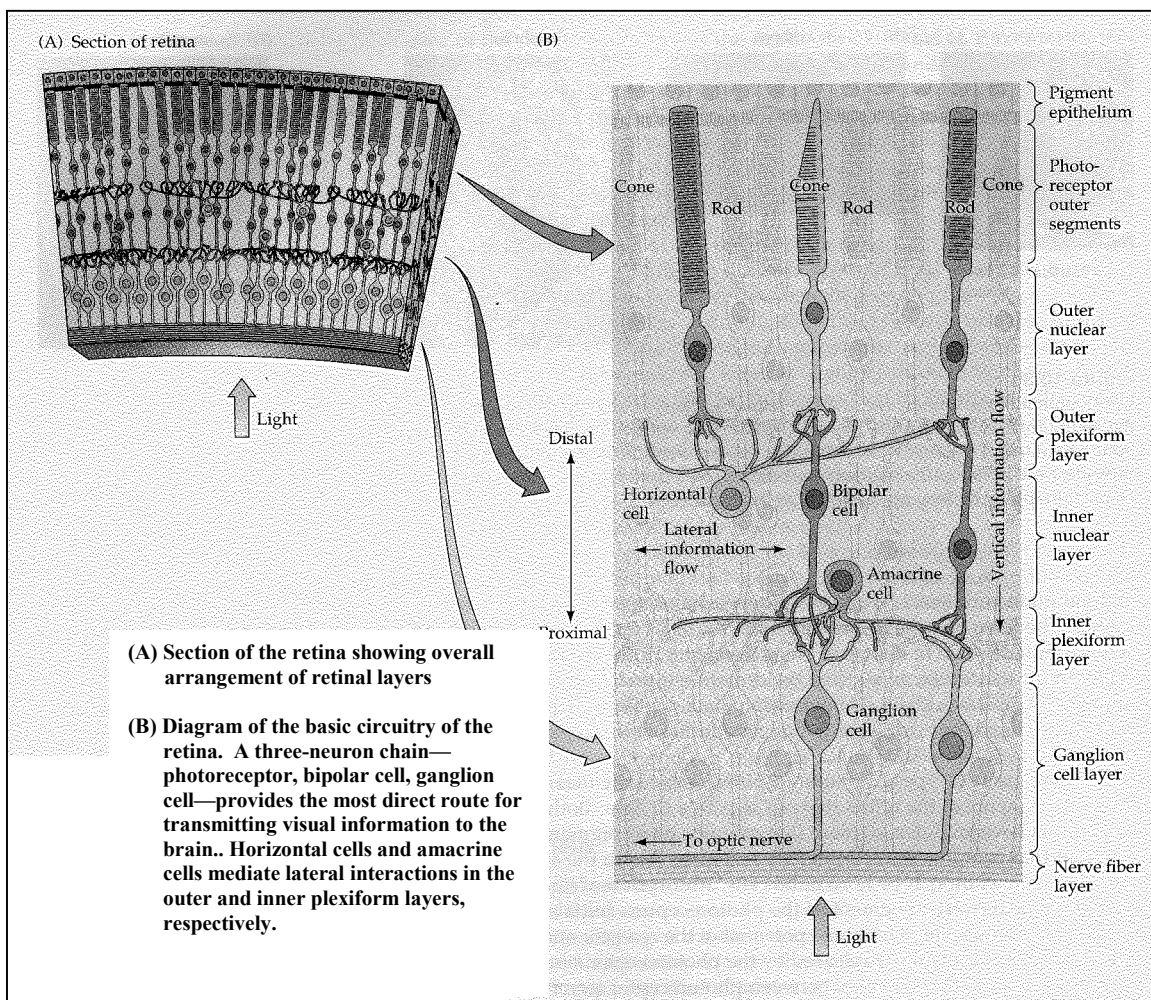 (A) Section of retina
Light
(B)
Cone
Rod
Cone
Rod
Rod
Cone
Pigment
epithelium
Photo-
receptor
outer
segments
Outer
nuclear
layer
Outer
plexiform
layer
Inner
nuclear
layer
Inner
plexiform
layer
Ganglion
cell layer
Nerve fiber
layer
Distal
Proximal
Horizontal
cell
Bipolar
cell
Lateral
information
flow
Amacrine
cell
Vertical information flow
Ganglion
cell
To optic nerve
Light
(A) Section of the retina showing overall
arrangement of retinal layers
(B) Diagram of the basic circuitry of the
retina. A three-neuron chain—
photoreceptor, bipolar cell, ganglion
cell—provides the most direct route for
transmitting visual information to the
brain.. Horizontal cells and amacrine
cells mediate lateral interactions in the
outer and inner plexiform layers,
respectively.